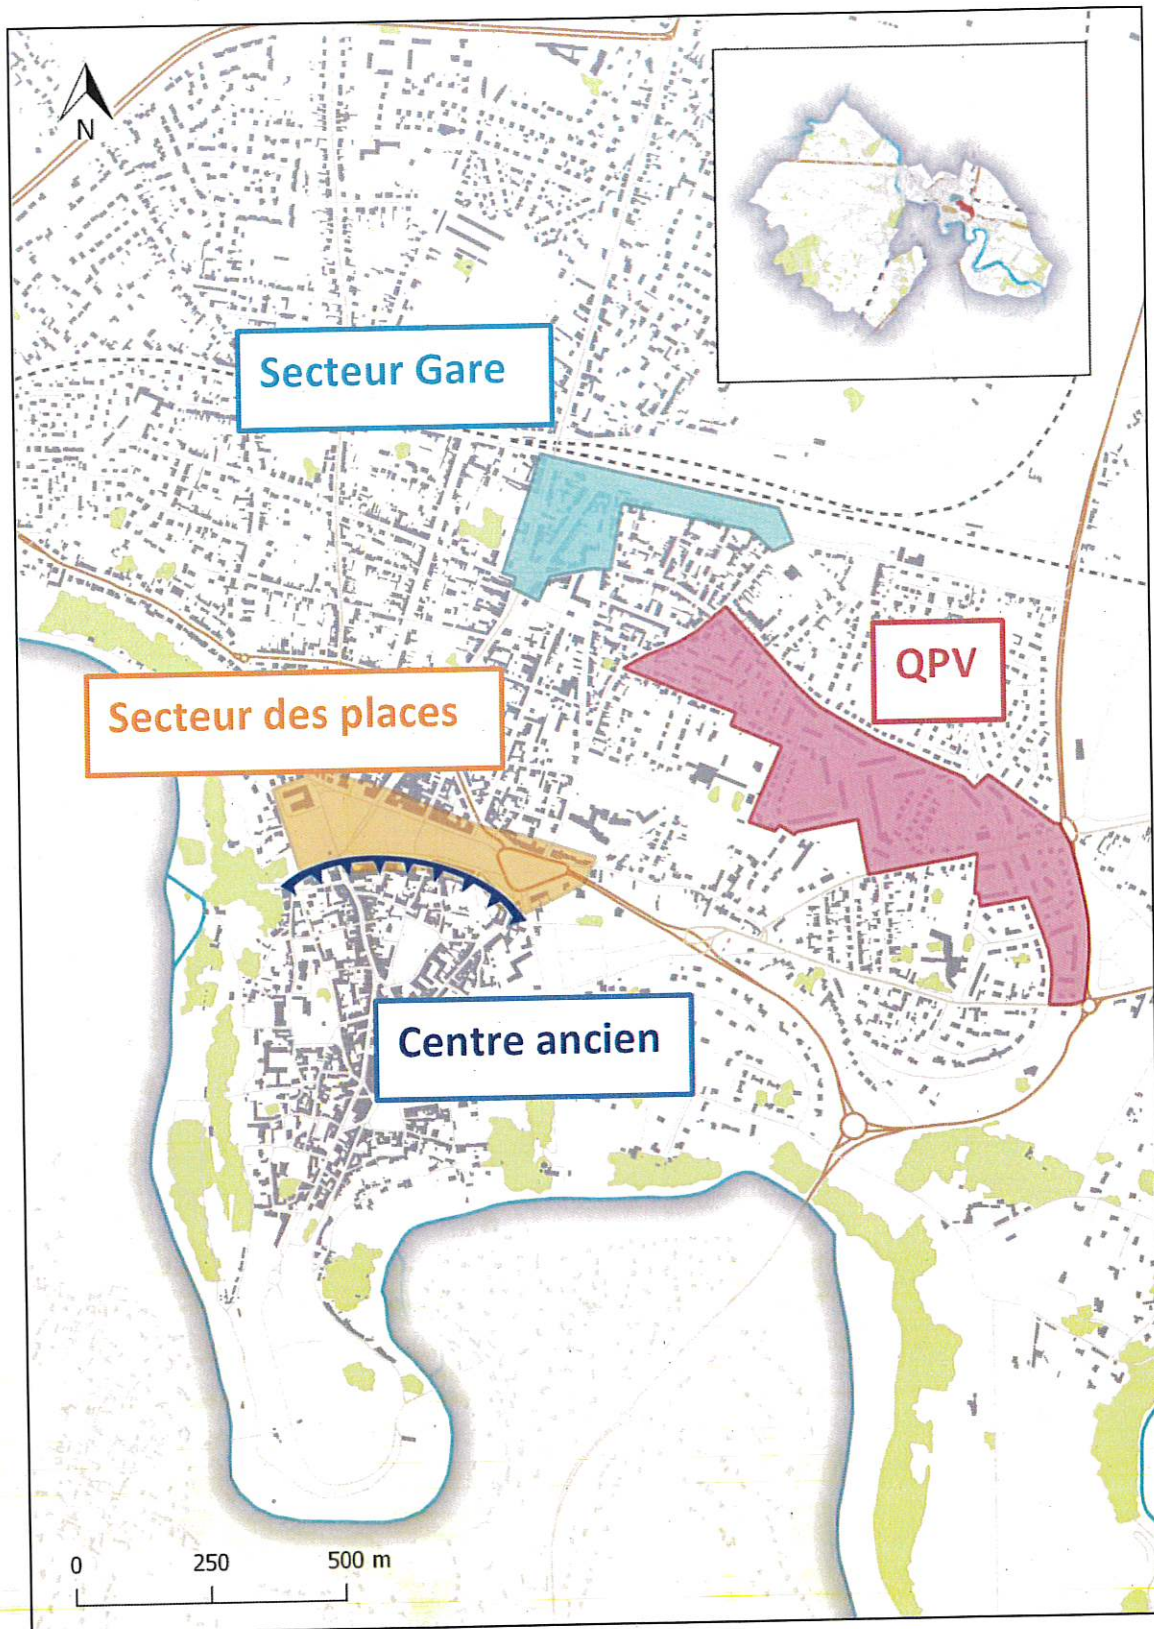 N
Secteur Gare
QPV
Secteur des places
Centre ancien
0 250 500 m